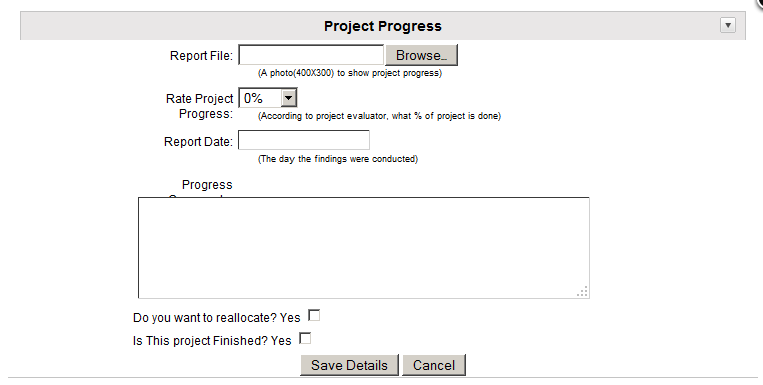 Project Progress
Report File:
Browse..
(A photo(400X300) to show project progress)
Rate Project
Progress:
0%
(According to project evaluator, what % of project is done)
Report Date:
(The day the findings were conducted)
Progress
Do you want to reallocate? Yes
Is This project Finished? Yes
Save Details
Cancel